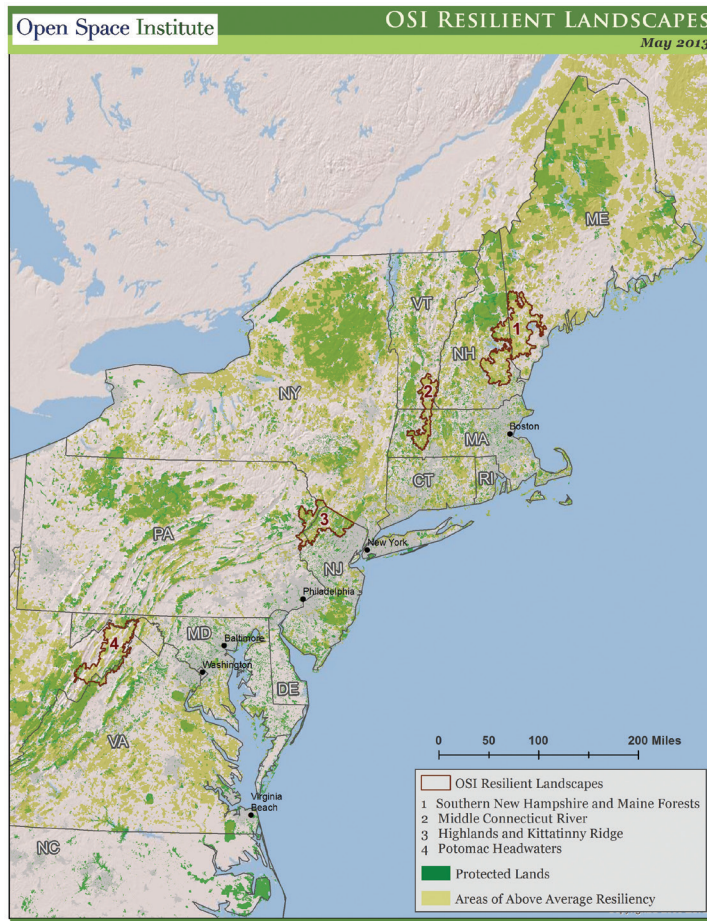 Open Space Institute
OSI RESILIENT LANDSCAPES
May 2013
ME
VT
1
NH
2
NY
Boston
MA
CT
RI
3
PA
New York
NJ
Philadelphia
4
MD
Baltimore
Washington
DE
VA
Virginia
Beach
NC
0 50 100 200 Miles
OSI Resilient Landscapes
1 Southern New Hampshire and Maine Forests
2 Middle Connecticut River
3 Highlands and Kittatinny Ridge
4 Potomac Headwaters
Protected Lands
Areas of Above Average Resiliency